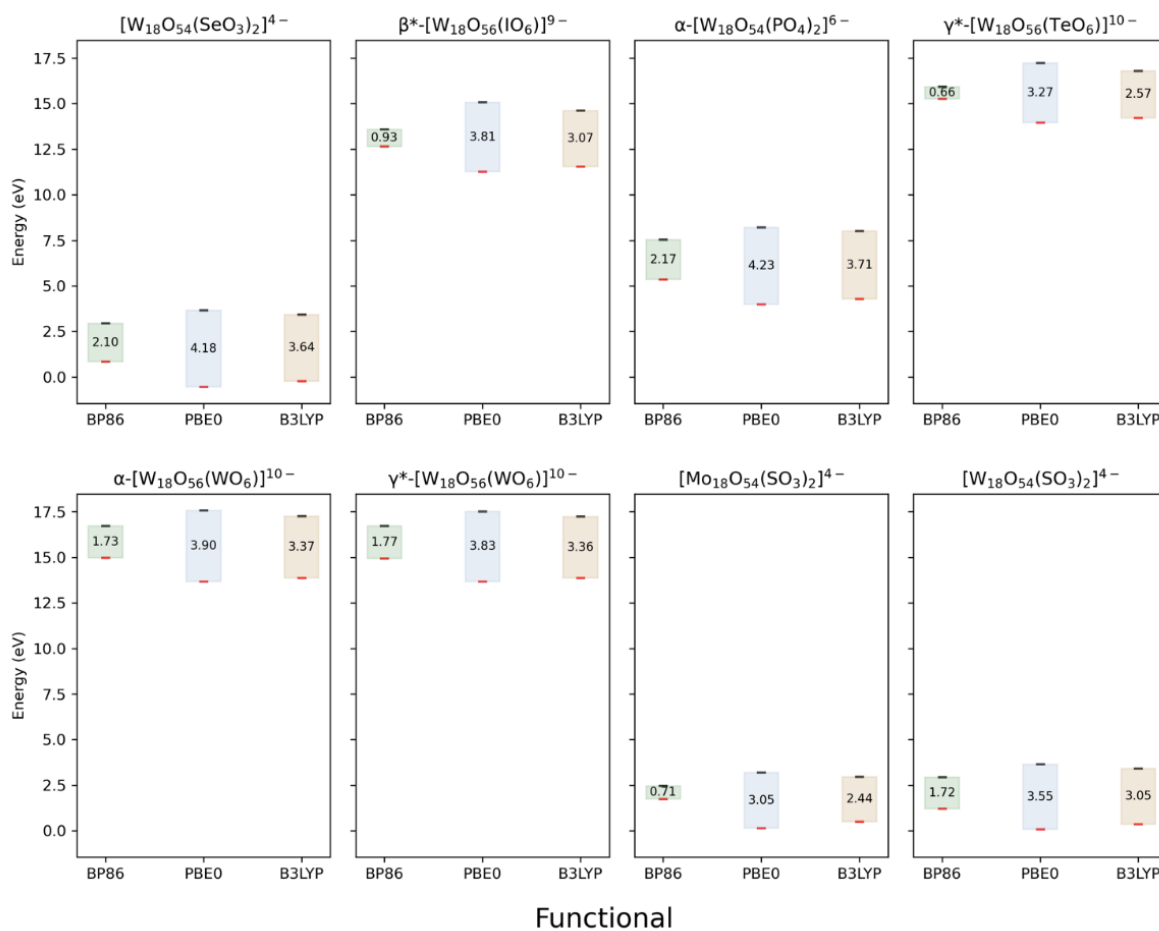 [W₁₈O₅₄(SeO₃)₂]⁴⁻ β*-[W₁₈O₅₆(IO₆)]⁹⁻ α-[W₁₈O₅₄(PO₄)₂]⁶⁻ γ*-[W₁₈O₅₆(TeO₆)]¹⁰⁻
Energy (eV)
17.5
15.0
12.5
10.0
7.5
5.0
2.5
0.0
2.10 4.18 3.64
0.93 3.81 3.07
2.17 4.23 3.71
0.66 3.27 2.57
BP86 PBE0 B3LYP BP86 PBE0 B3LYP BP86 PBE0 B3LYP BP86 PBE0 B3LYP
α-[W₁₈O₅₆(WO₆)]¹⁰⁻ γ*-[W₁₈O₅₆(WO₆)]¹⁰⁻ [Mo₁₈O₅₄(SO₃)₂]⁴⁻ [W₁₈O₅₄(SO₃)₂]⁴⁻
Energy (eV)
17.5
15.0
12.5
10.0
7.5
5.0
2.5
0.0
1.73 3.90 3.37
1.77 3.83 3.36
0.71 3.05 2.44
1.72 3.55 3.05
BP86 PBE0 B3LYP BP86 PBE0 B3LYP BP86 PBE0 B3LYP BP86 PBE0 B3LYP
Functional